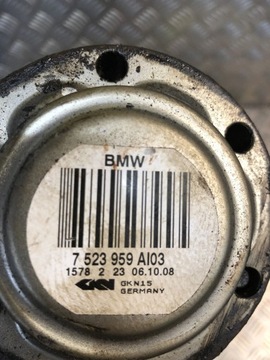 BMW
7 523 959 AI03
1578 2 23 06.10.08
GKN GKN15
GERMANY